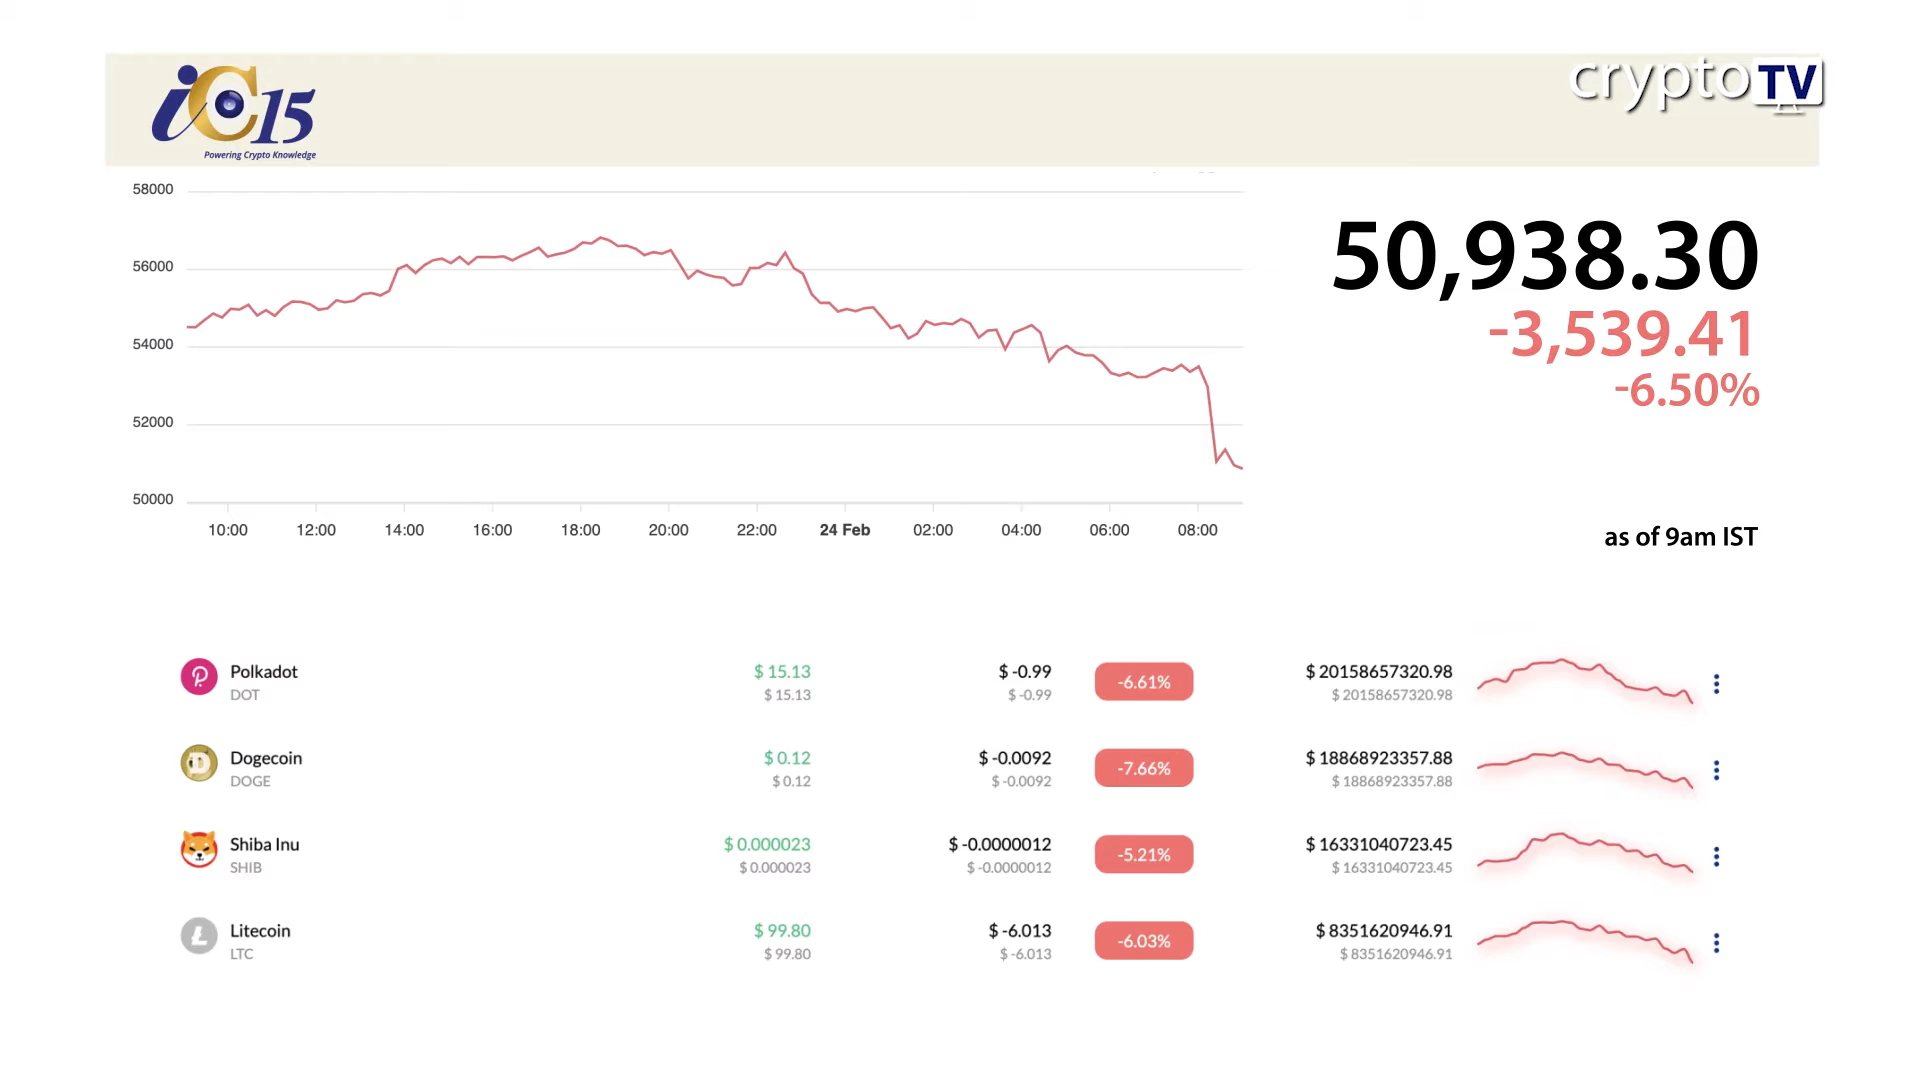 iC15
Powering Crypto Knowledge
cryptoTV
58000
56000
54000
52000
50000
10:00 12:00 14:00 16:00 18:00 20:00 22:00 24 Feb 02:00 04:00 06:00 08:00
50,938.30
-3,539.41
-6.50%
as of 9am IST
Polkadot $ 15.13 $ -0.99 -6.61% $ 20158657320.98
DOT $ 15.13 $ -0.99 $ 20158657320.98
Dogecoin $ 0.12 $ -0.0092 -7.66% $ 18868923357.88
DOGE $ 0.12 $ -0.0092 $ 18868923357.88
Shiba Inu $ 0.000023 $ -0.0000012 -5.21% $ 16331040723.45
SHIB $ 0.000023 $ -0.0000012 $ 16331040723.45
Litecoin $ 99.80 $ -6.013 -6.03% $ 8351620946.91
LTC $ 99.80 $ -6.013 $ 8351620946.91